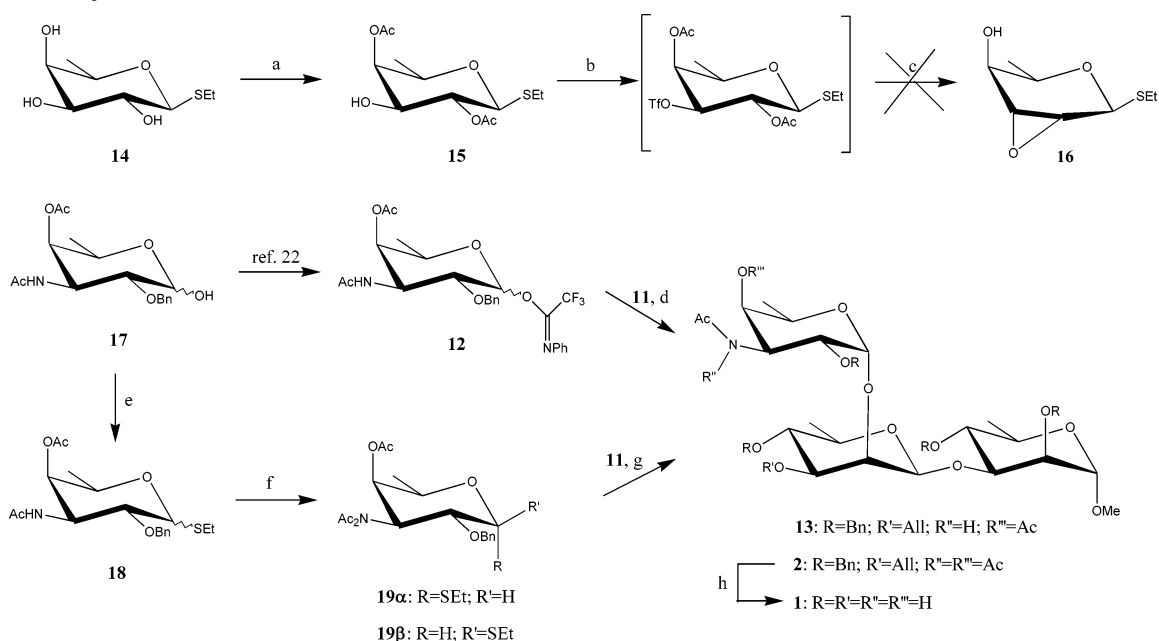 OH
O
SEt
HO
OH
14
a
OAc
O
SEt
HO
OAc
15
b
OAc
O
SEt
TfO
OAc
c
OH
O
SEt
O
16
OAc
O
AcHN
OBn
OH
17
ref. 22
OAc
O
AcHN
OBn
O
CF3
NPh
12
11, d
e
OAc
O
AcHN
OBn
SEt
18
f
OAc
O
R'
Ac2N
OBn
R
19α: R=SEt; R'=H
19β: R=H; R'=SEt
11, g
OR'''
O
Ac
N
R''
OR
O
RO
O
R'O
O
OR
RO
O
OMe
13: R=Bn; R'=All; R''=H; R'''=Ac
2: R=Bn; R'=All; R''=R'''=Ac
h
1: R=R'=R''=R'''=H